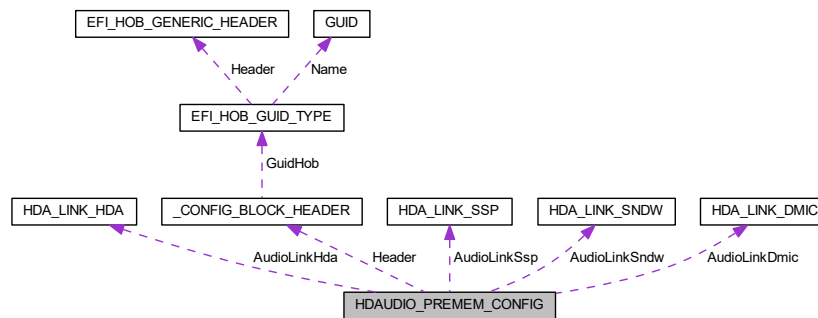 EFI_HOB_GENERIC_HEADER
GUID
Header
Name
EFI_HOB_GUID_TYPE
GuidHob
HDA_LINK_HDA
_CONFIG_BLOCK_HEADER
HDA_LINK_SSP
HDA_LINK_SNDW
HDA_LINK_DMIC
AudioLinkHda
Header
AudioLinkSsp
AudioLinkSndw
AudioLinkDmic
HDAUDIO_PREMEM_CONFIG